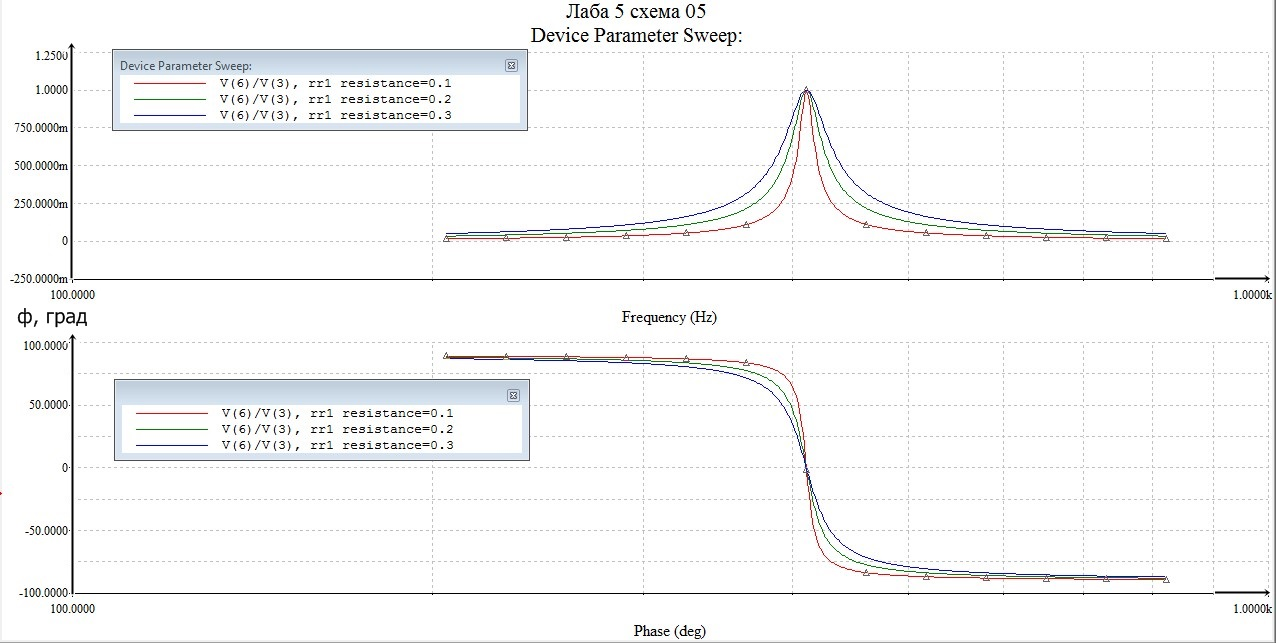 Лаба 5 схема 05
Device Parameter Sweep:
1.2500
Device Parameter Sweep:
V(6)/V(3), rr1 resistance=0.1
1.0000
V(6)/V(3), rr1 resistance=0.2
V(6)/V(3), rr1 resistance=0.3
750.0000m
500.0000m
250.0000m
0
-250.0000m
100.0000
1.0000k
ф, град
Frequency (Hz)
100.0000
50.0000
V(6)/V(3), rr1 resistance=0.1
V(6)/V(3), rr1 resistance=0.2
V(6)/V(3), rr1 resistance=0.3
0
-50.0000
-100.0000
100.0000
1.0000k
Phase (deg)